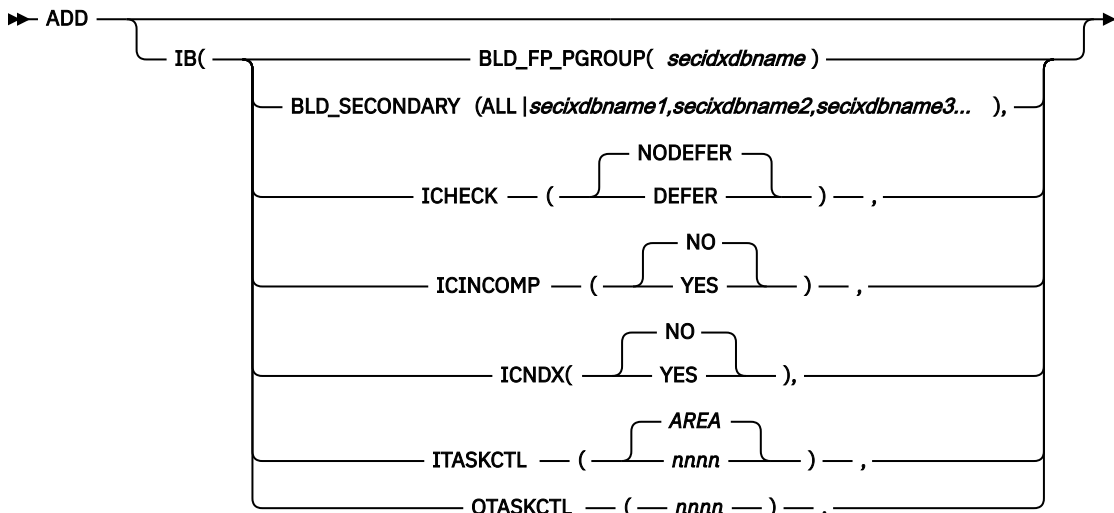 ADD
IB(
BLD_FP_PGROUP( secidxdbname )
BLD_SECONDARY (ALL |secixdbname1,secixdbname2,secixdbname3... ),
NODEFER
ICHECK ( DEFER ) ,
NO
ICINCOMP ( YES ) ,
NO
ICNDX( YES ),
AREA
ITASKCTL ( nnnn ) ,
OTASKCTL ( nnnn ) ,